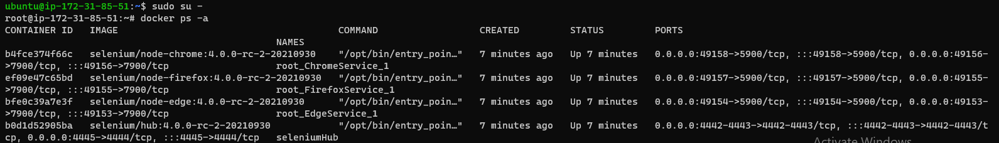 ubuntu@ip-172-31-85-51:~$ sudo su -
root@ip-172-31-85-51:~# docker ps -a
CONTAINER ID   IMAGE                                       COMMAND                  CREATED         STATUS         PORTS
                                                NAMES
b4fce374f66c   selenium/node-chrome:4.0.0-rc-2-20210930    "/opt/bin/entry_poin…"   7 minutes ago   Up 7 minutes   0.0.0.0:49158->5900/tcp, :::49158->5900/tcp, 0.0.0.0:49156-
>7900/tcp, :::49156->7900/tcp                   root_ChromeService_1
ef09e47c65bd   selenium/node-firefox:4.0.0-rc-2-20210930   "/opt/bin/entry_poin…"   7 minutes ago   Up 7 minutes   0.0.0.0:49157->5900/tcp, :::49157->5900/tcp, 0.0.0.0:49155-
>7900/tcp, :::49155->7900/tcp                   root_FirefoxService_1
bfe0c39a7e3f   selenium/node-edge:4.0.0-rc-2-20210930      "/opt/bin/entry_poin…"   7 minutes ago   Up 7 minutes   0.0.0.0:49154->5900/tcp, :::49154->5900/tcp, 0.0.0.0:49153-
>7900/tcp, :::49153->7900/tcp                   root_EdgeService_1
b0d1d52905ba   selenium/hub:4.0.0-rc-2-20210930            "/opt/bin/entry_poin…"   7 minutes ago   Up 7 minutes   0.0.0.0:4442-4443->4442-4443/tcp, :::4442-4443->4442-4443/t
cp, 0.0.0.0:4445->4444/tcp, :::4445->4444/tcp   seleniumHub
Activate Windows